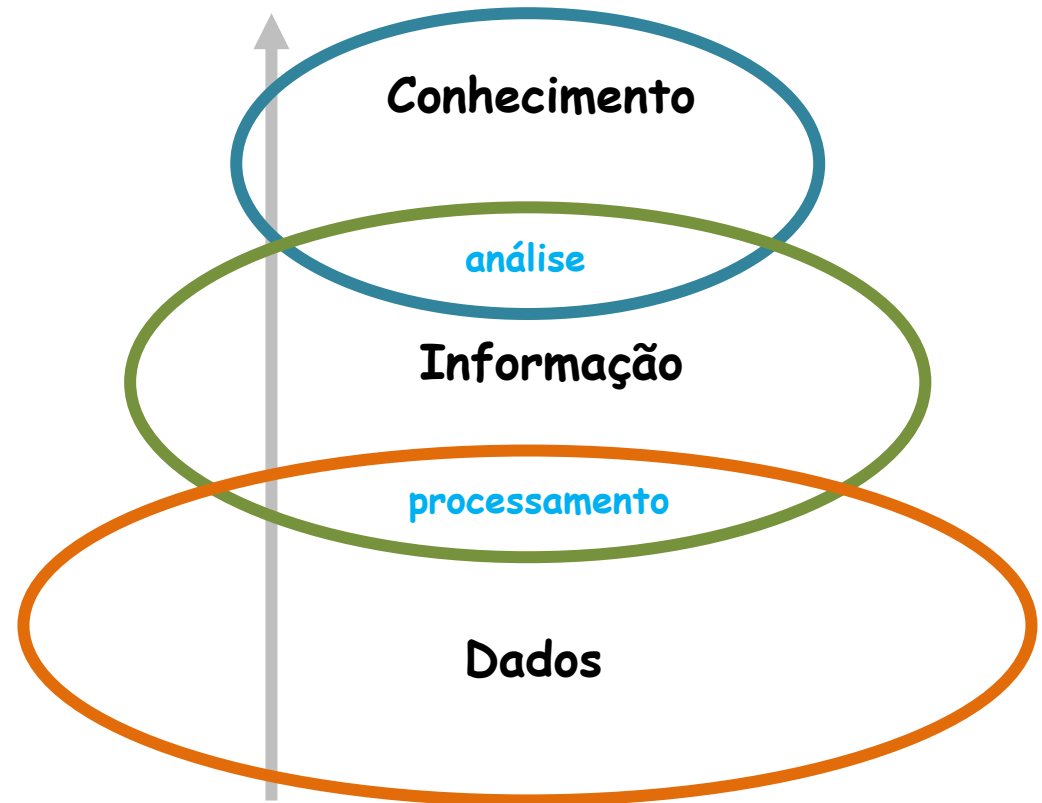 Conhecimento
análise
Informação
processamento
Dados